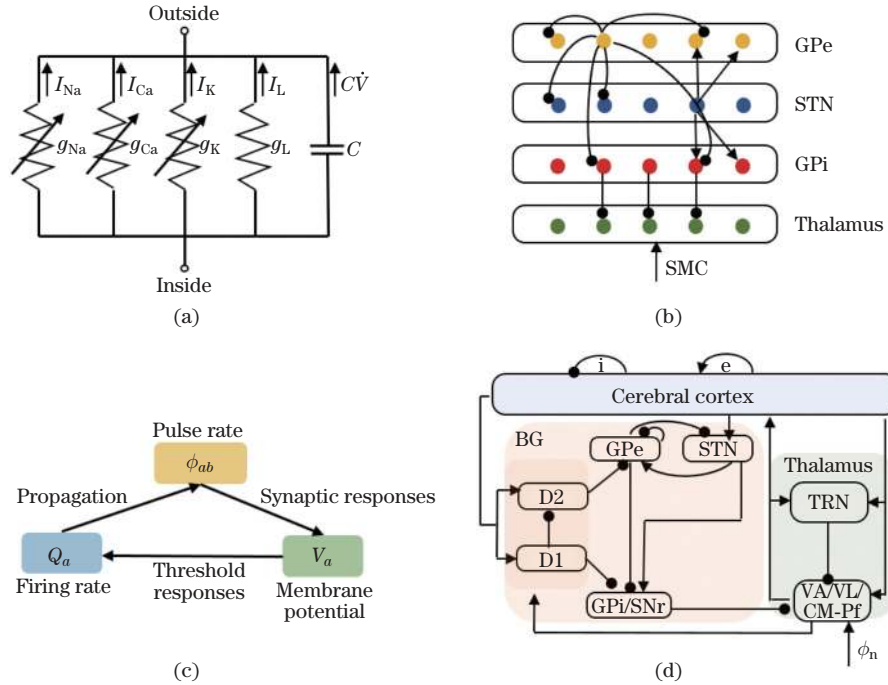 Outside
I_Na
I_Ca
I_K
I_L
CV̇
g_Na
g_Ca
g_K
g_L
C
Inside
(a)
GPe
STN
GPi
Thalamus
SMC
(b)
Pulse rate
ϕ_ab
Propagation
Synaptic responses
Q_a
V_a
Threshold
responses
Firing rate
Membrane
potential
(c)
i
e
Cerebral cortex
BG
GPe
STN
Thalamus
D2
TRN
D1
GPi/SNr
VA/VL/
CM-Pf
ϕ_n
(d)